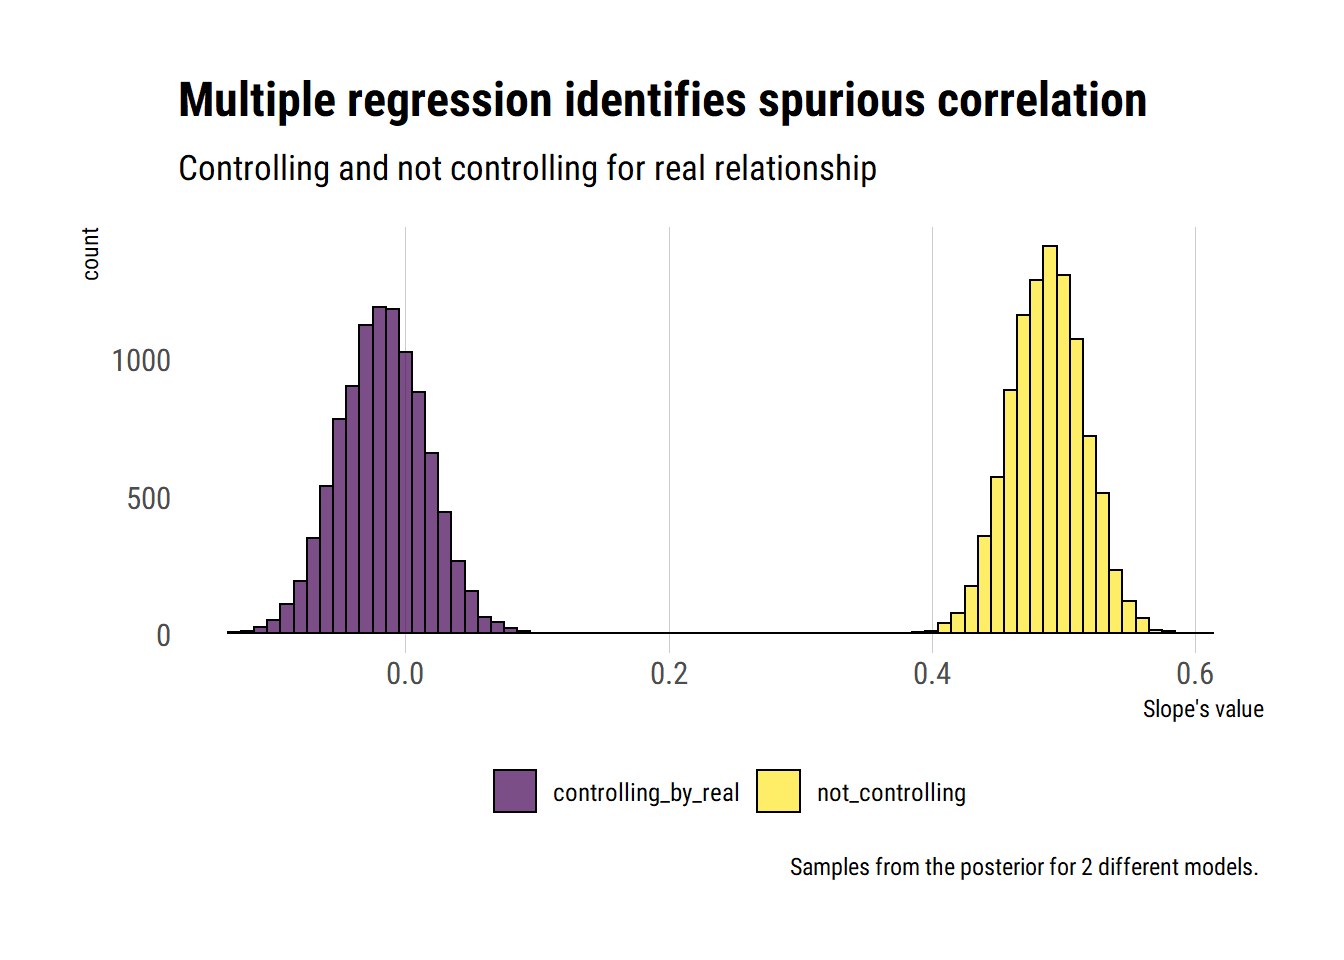 Multiple regression identifies spurious correlation
Controlling and not controlling for real relationship
count
1000
500
0
0.0 0.2 0.4 0.6
Slope's value
controlling_by_real not_controlling
Samples from the posterior for 2 different models.